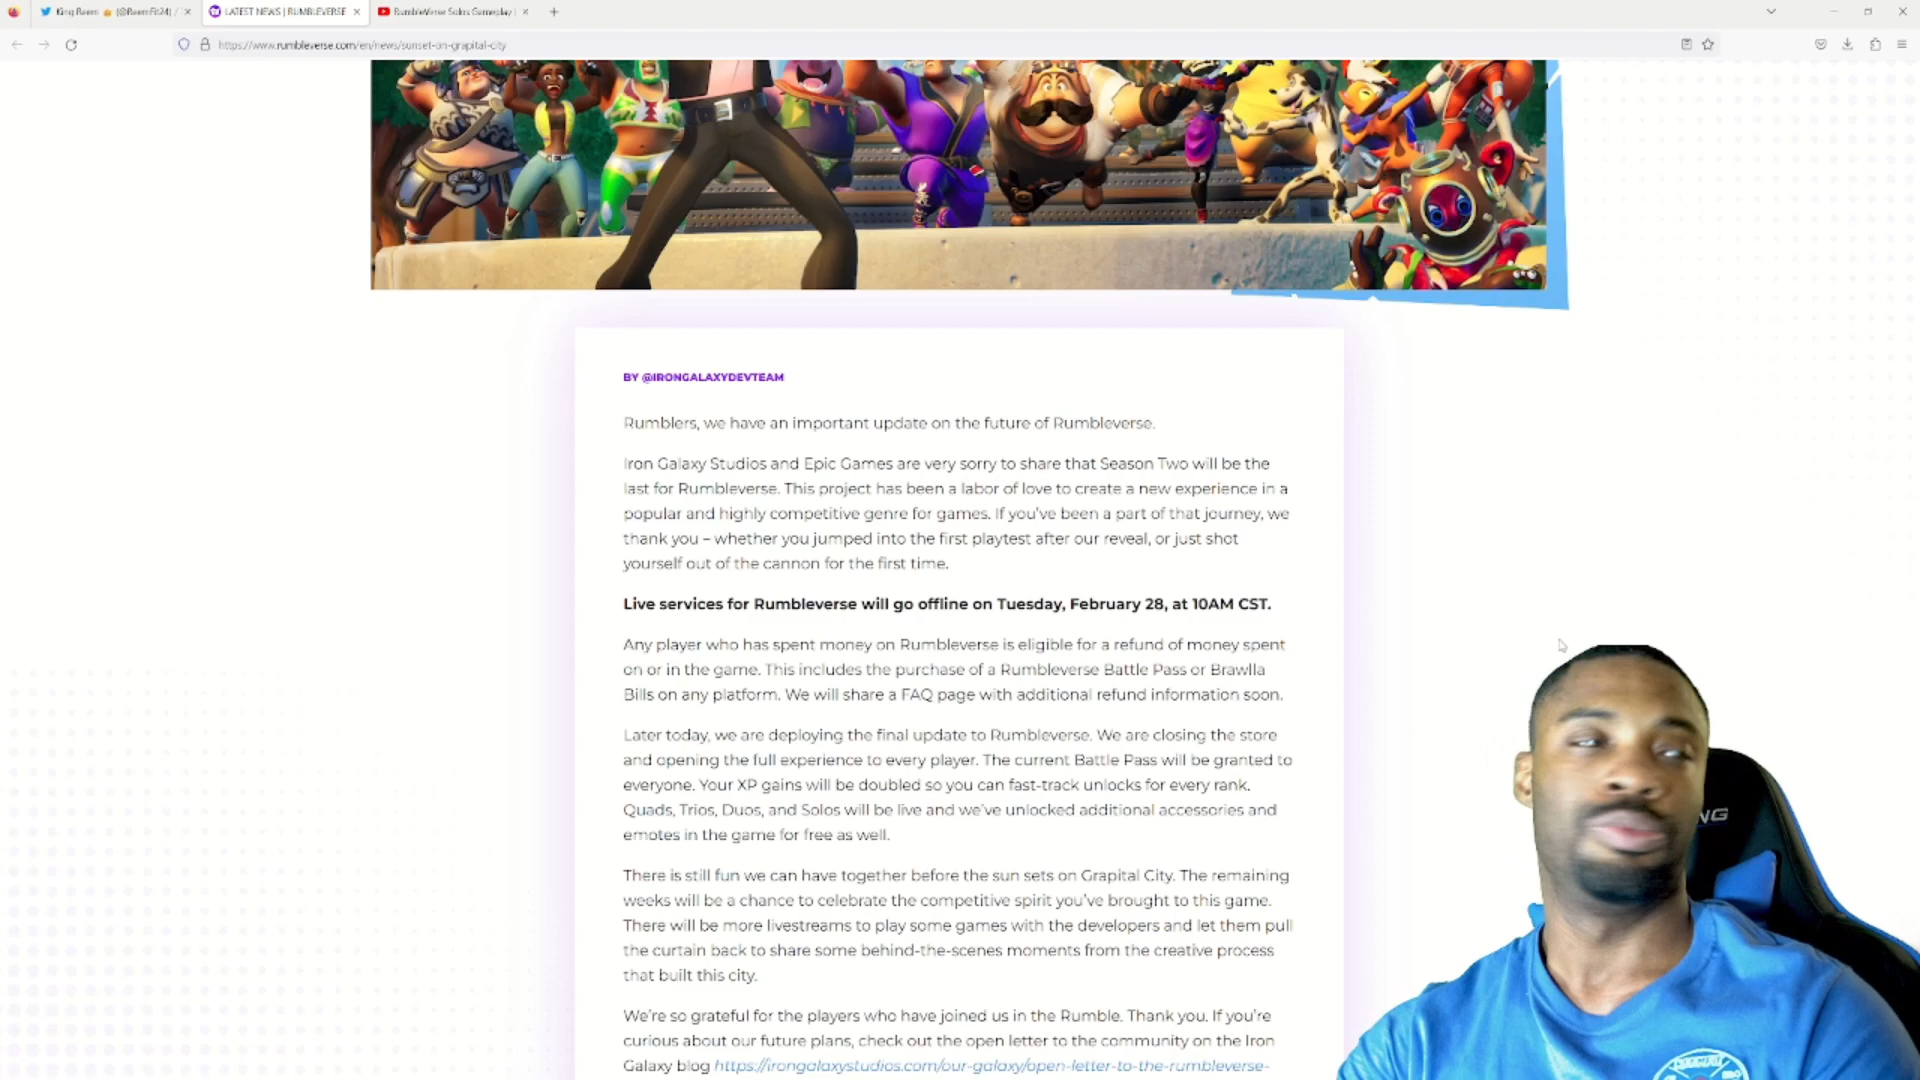 King Reem 👑 (@ReemFit24) /
LATEST NEWS | RUMBLEVERSE
RumbleVerse Solos Gameplay |
https://www.rumbleverse.com/en/news/sunset-on-grapital-city
BY @IRONGALAXYDEVTEAM
Rumblers, we have an important update on the future of Rumbleverse.
Iron Galaxy Studios and Epic Games are very sorry to share that Season Two will be the
last for Rumbleverse. This project has been a labor of love to create a new experience in a
popular and highly competitive genre for games. If you've been a part of that journey, we
thank you – whether you jumped into the first playtest after our reveal, or just shot
yourself out of the cannon for the first time.
Live services for Rumbleverse will go offline on Tuesday, February 28, at 10AM CST.
Any player who has spent money on Rumbleverse is eligible for a refund of money spent
on or in the game. This includes the purchase of a Rumbleverse Battle Pass or Brawlla
Bills on any platform. We will share a FAQ page with additional refund information soon.
Later today, we are deploying the final update to Rumbleverse. We are closing the store
and opening the full experience to every player. The current Battle Pass will be granted to
everyone. Your XP gains will be doubled so you can fast-track unlocks for every rank.
Quads, Trios, Duos, and Solos will be live and we've unlocked additional accessories and
emotes in the game for free as well.
There is still fun we can have together before the sun sets on Grapital City. The remaining
weeks will be a chance to celebrate the competitive spirit you've brought to this game.
There will be more livestreams to play some games with the developers and let them pull
the curtain back to share some behind-the-scenes moments from the creative process
that built this city.
We're so grateful for the players who have joined us in the Rumble. Thank you. If you're
curious about our future plans, check out the open letter to the community on the Iron
Galaxy blog https://irongalaxystudios.com/our-galaxy/open-letter-to-the-rumbleverse-
NG